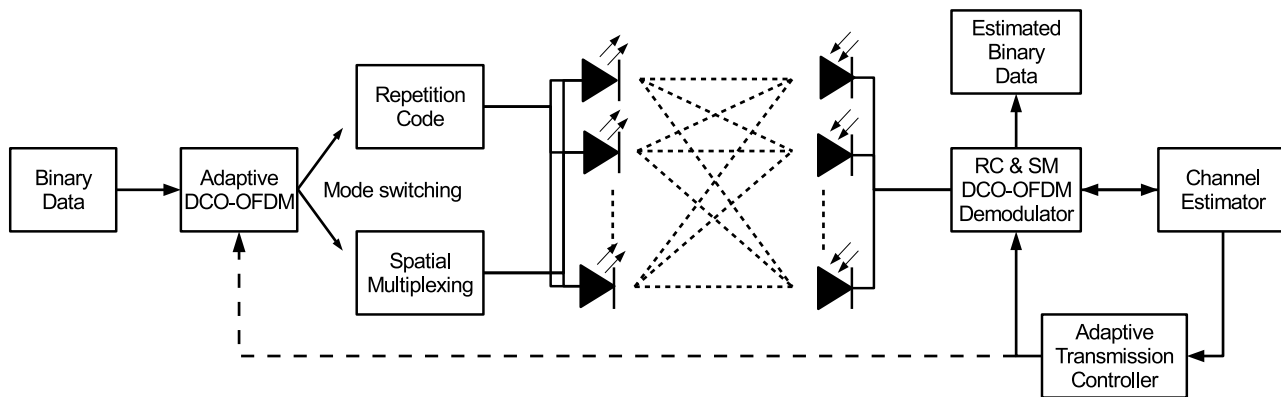 Binary
Data
Adaptive
DCO-OFDM
Repetition
Code
Mode switching
Spatial
Multiplexing
Estimated
Binary
Data
RC & SM
DCO-OFDM
Demodulator
Channel
Estimator
Adaptive
Transmission
Controller